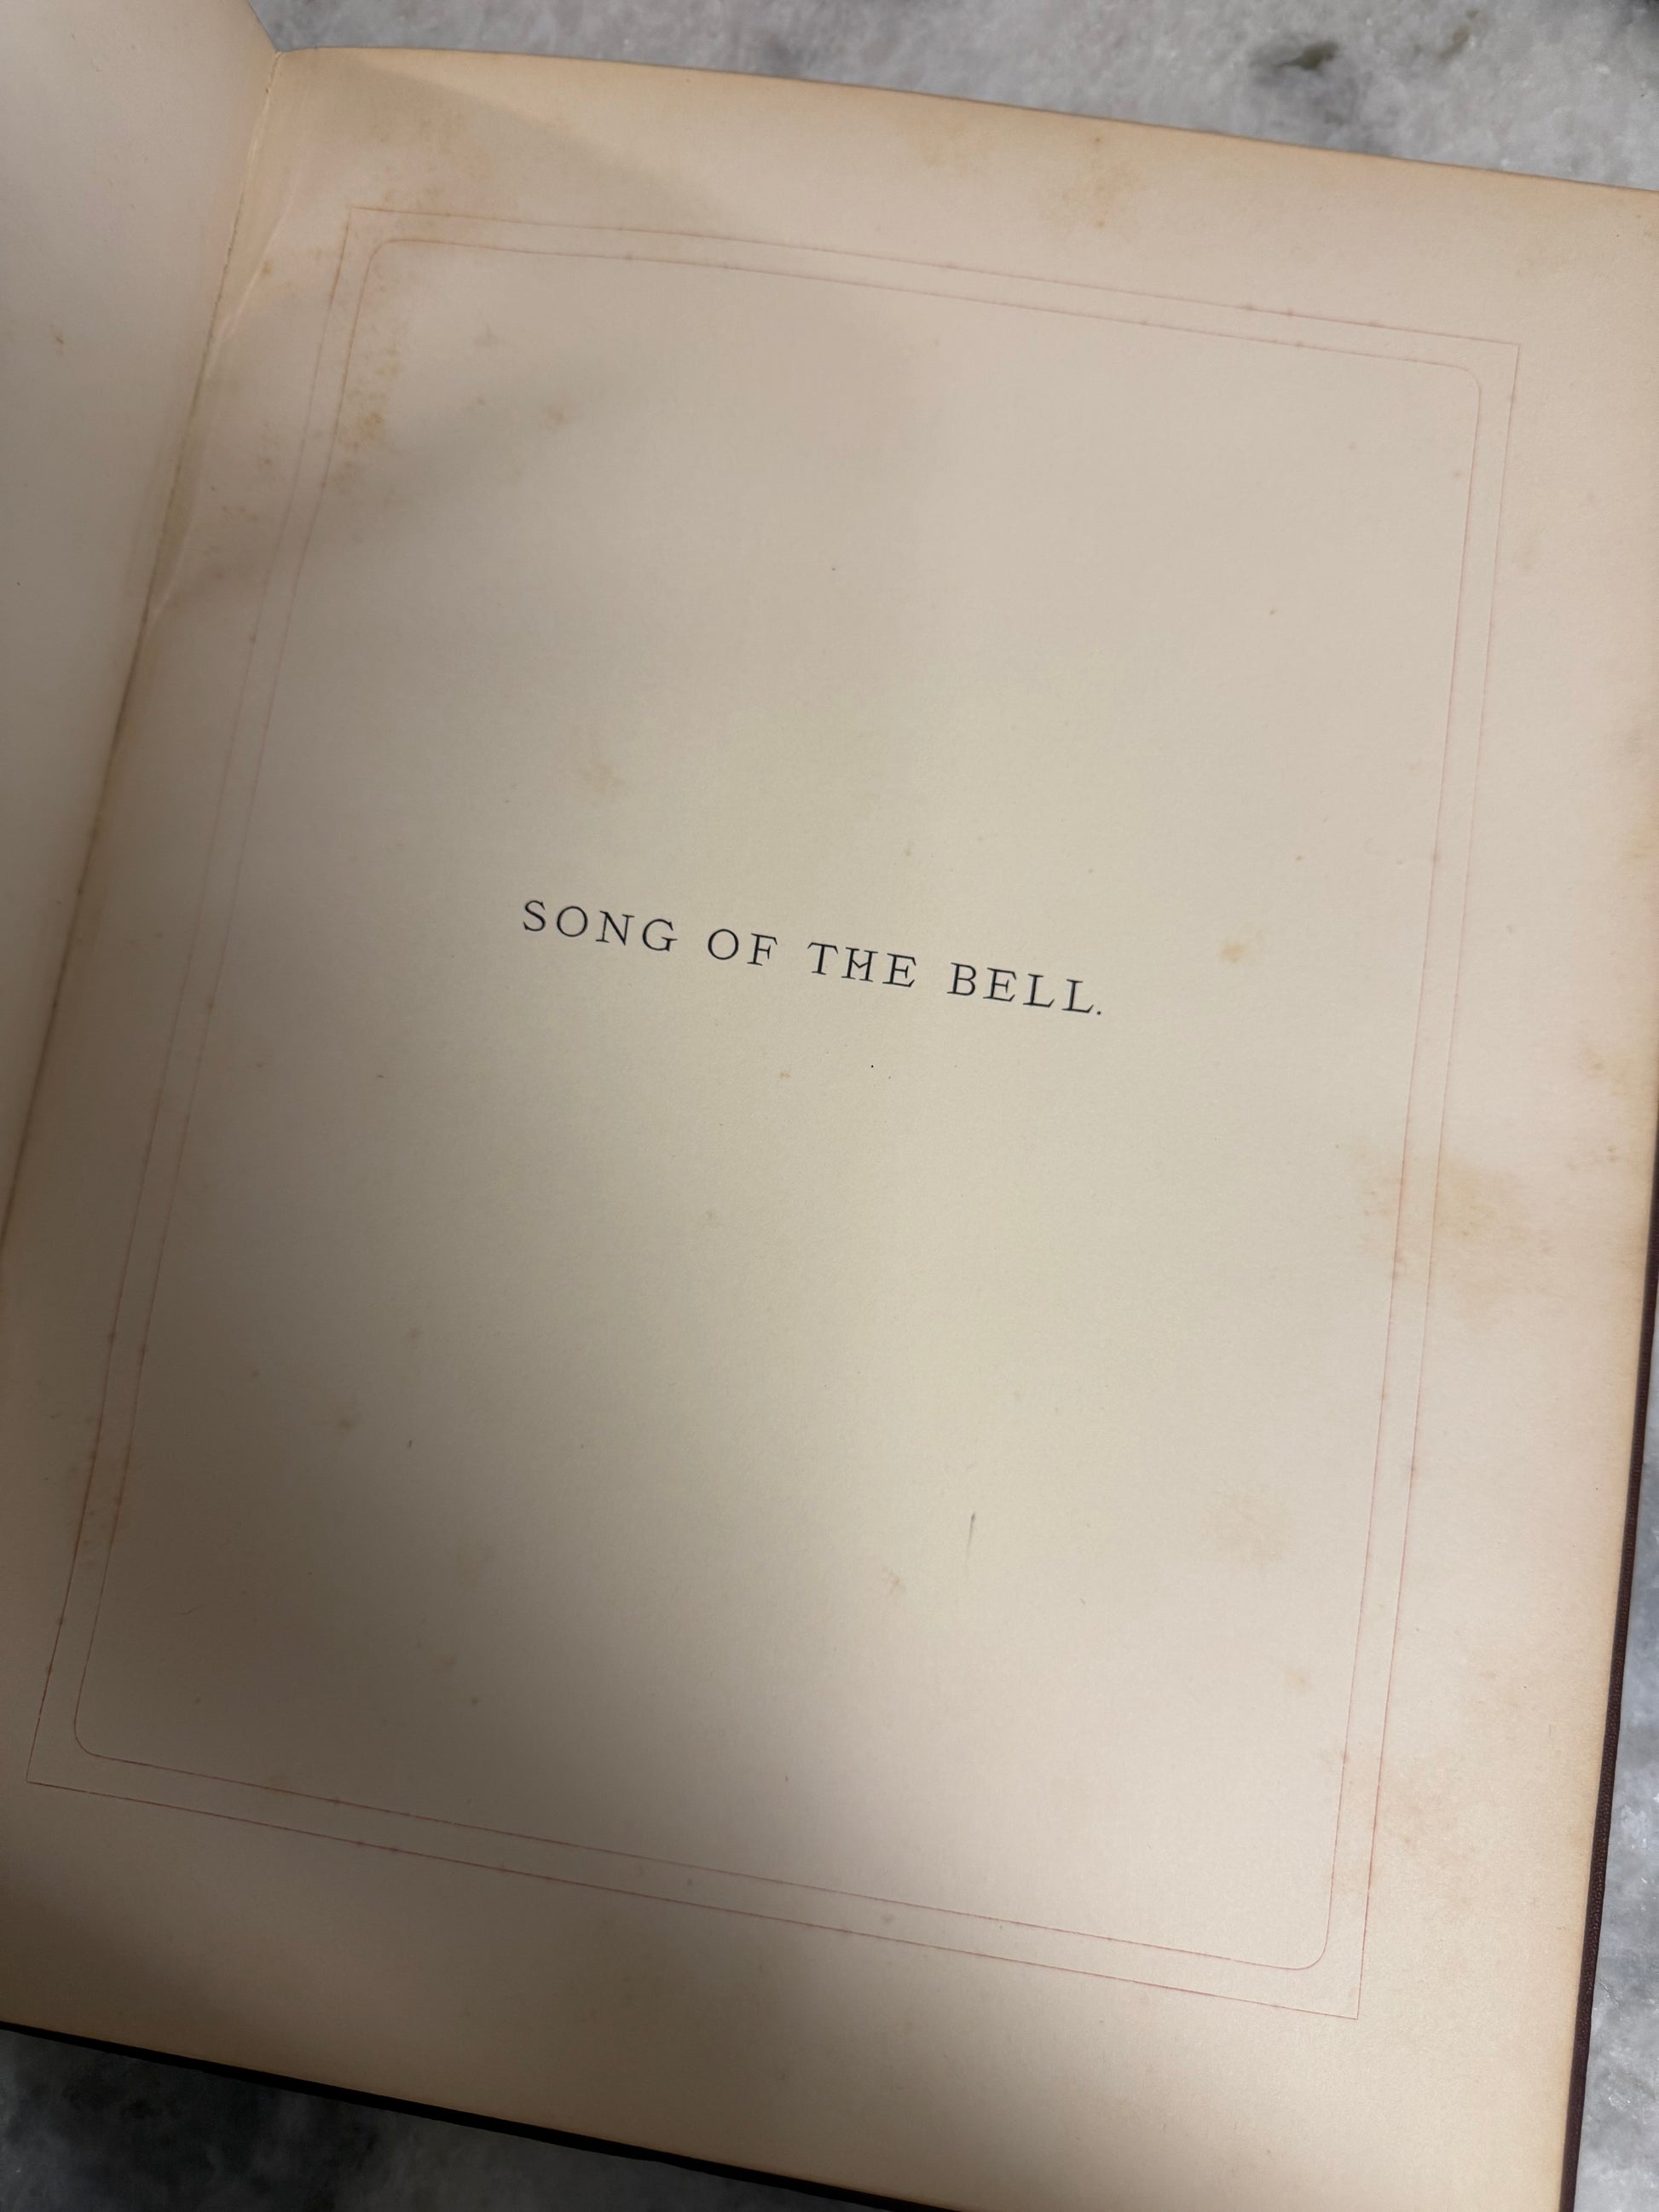 SONG OF THE BELL.